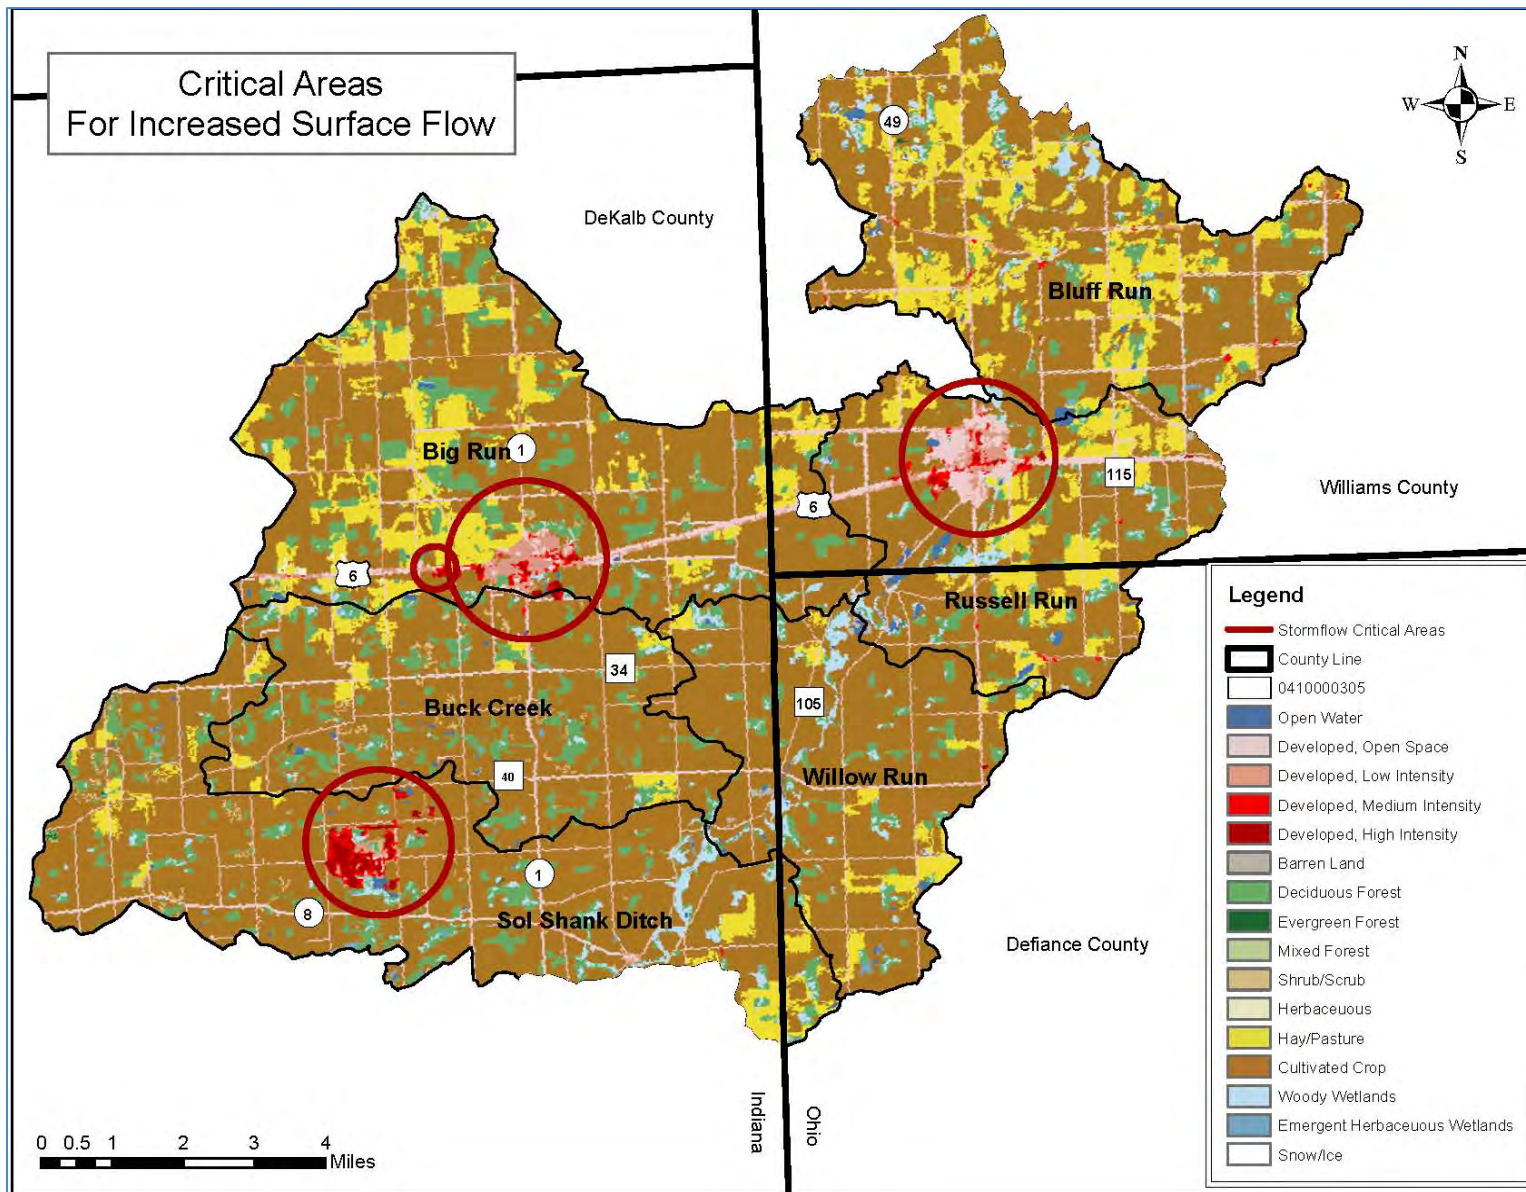 Critical Areas
For Increased Surface Flow
N
W
E
S
49
DeKalb County
Bluff Run
Big Run
1
115
Williams County
6
6
Russell Run
34
105
Buck Creek
40
Willow Run
1
8
Sol Shank Ditch
Defiance County
Indiana
Ohio
0 0.5 1 2 3 4
Miles
Legend
Stormflow Critical Areas
County Line
0410000305
Open Water
Developed, Open Space
Developed, Low Intensity
Developed, Medium Intensity
Developed, High Intensity
Barren Land
Deciduous Forest
Evergreen Forest
Mixed Forest
Shrub/Scrub
Herbaceuous
Hay/Pasture
Cultivated Crop
Woody Wetlands
Emergent Herbaceuous Wetlands
Snow/Ice